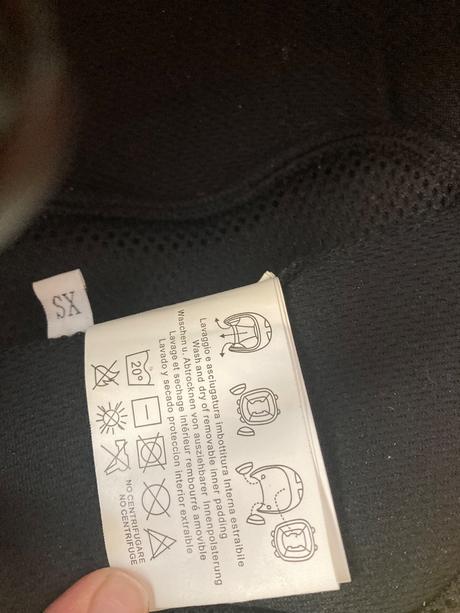 XS
Lavaggio e asciugatura imbottitura Interna estraibile
Wash and dry of removable inner padding
Waschen u. Abtrocknen von ausziehbarer Innenpolsterung
Lavage et sechage intérieur rembourré amovible
Lavado y secado proteccion interior extraible
20°
NO CENTRIFUGARE
NO CENTRIFUGE